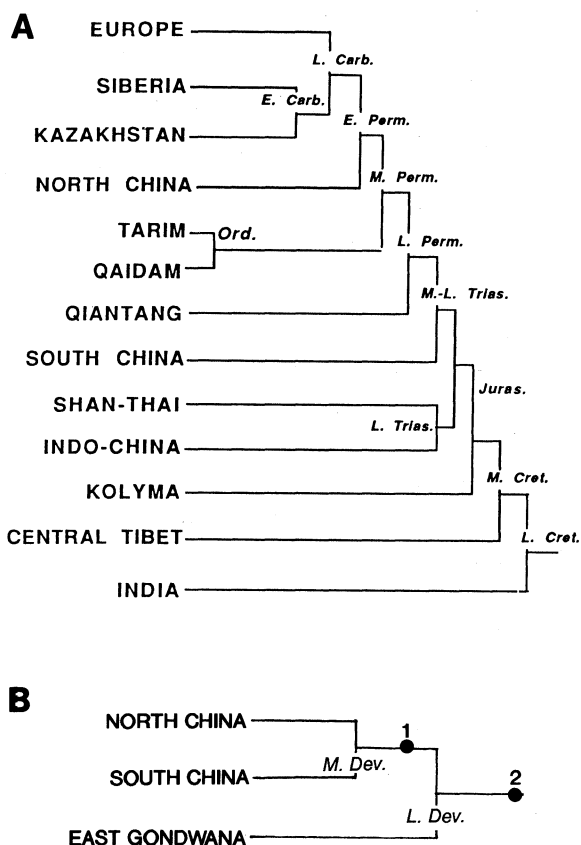 A
EUROPE
L. Carb.
SIBERIA
E. Carb.
KAZAKHSTAN
E. Perm.
NORTH CHINA
M. Perm.
TARIM
Ord.
L. Perm.
QAIDAM
M.-L. Trias.
QIANTANG
SOUTH CHINA
Juras.
SHAN-THAI
L. Trias.
INDO-CHINA
M. Cret.
KOLYMA
CENTRAL TIBET
L. Cret.
INDIA
B
NORTH CHINA
1
M. Dev.
SOUTH CHINA
2
L. Dev.
EAST GONDWANA